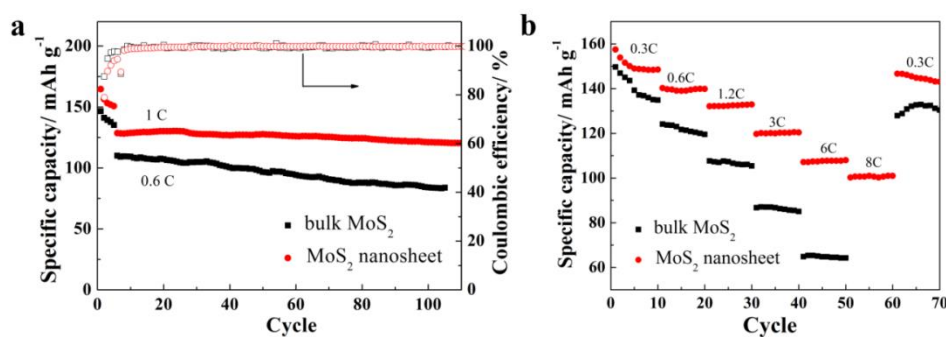 a
200
150
100
50
0
Specific capacity/ mAh g⁻¹
1 C
0.6 C
bulk MoS₂
MoS₂ nanosheet
0 20 40 60 80 100
Cycle
100
80
60
40
20
0
Coulombic efficiency/ %
b
160
140
120
100
80
60
Specific capacity/ mAh g⁻¹
0.3C
0.6C
1.2C
3C
6C
8C
0.3C
bulk MoS₂
MoS₂ nanosheet
0 10 20 30 40 50 60 70
Cycle